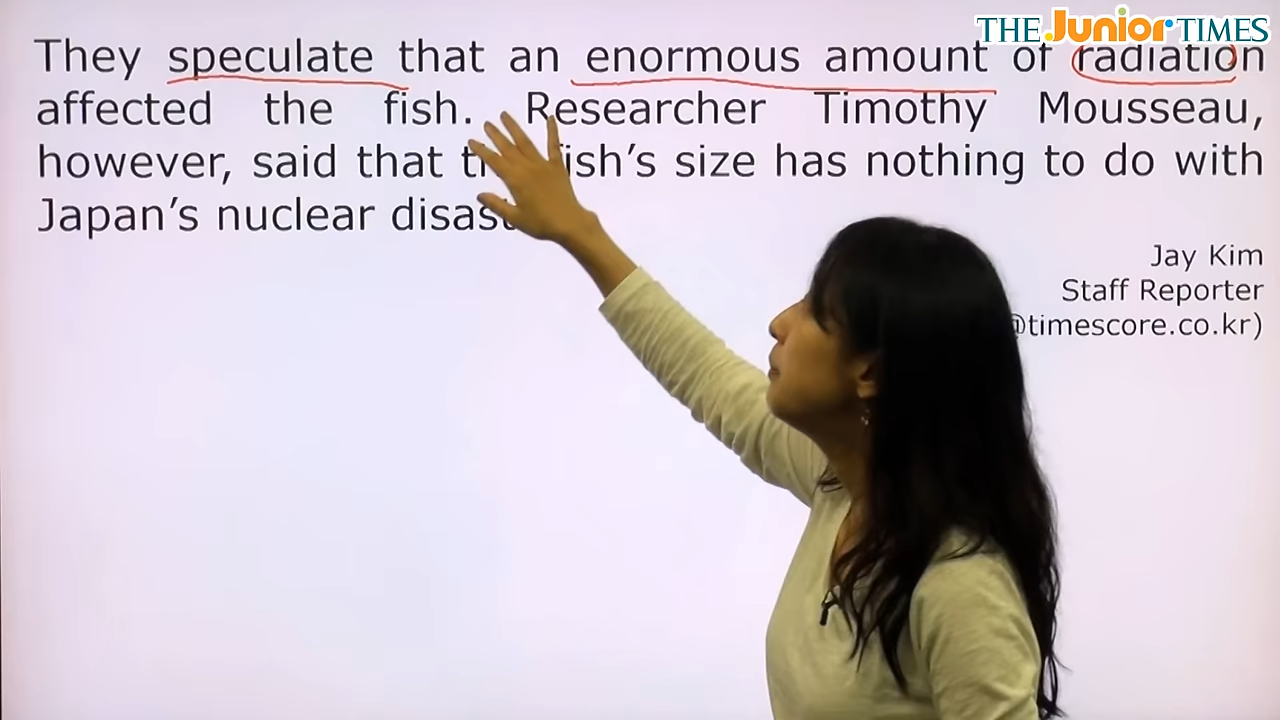 THE Junior TIMES
They speculate that an enormous amount of radiation
affected the fish. Researcher Timothy Mousseau,
however, said that fish's size has nothing to do with
Japan's nuclear
Jay Kim
Staff Reporter
@timescore.co.kr)